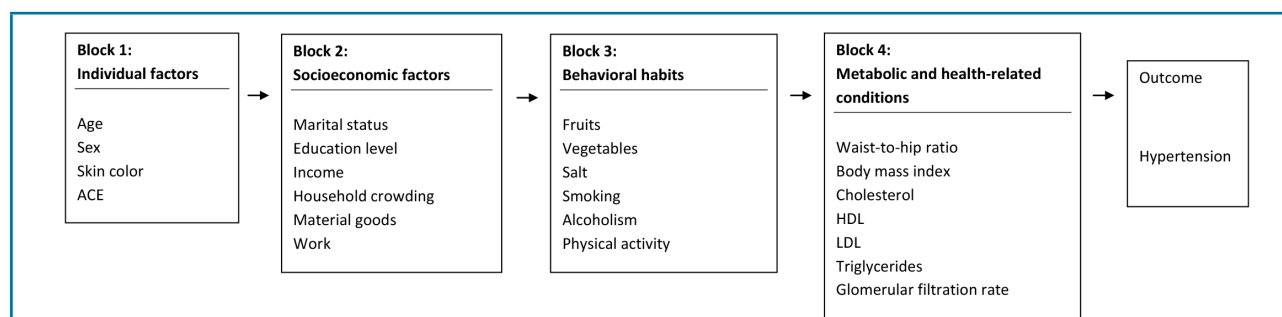 Block 1:
Individual factors
Age
Sex
Skin color
ACE
Block 2:
Socioeconomic factors
Marital status
Education level
Income
Household crowding
Material goods
Work
Block 3:
Behavioral habits
Fruits
Vegetables
Salt
Smoking
Alcoholism
Physical activity
Block 4:
Metabolic and health-related
conditions
Waist-to-hip ratio
Body mass index
Cholesterol
HDL
LDL
Triglycerides
Glomerular filtration rate
Outcome
Hypertension